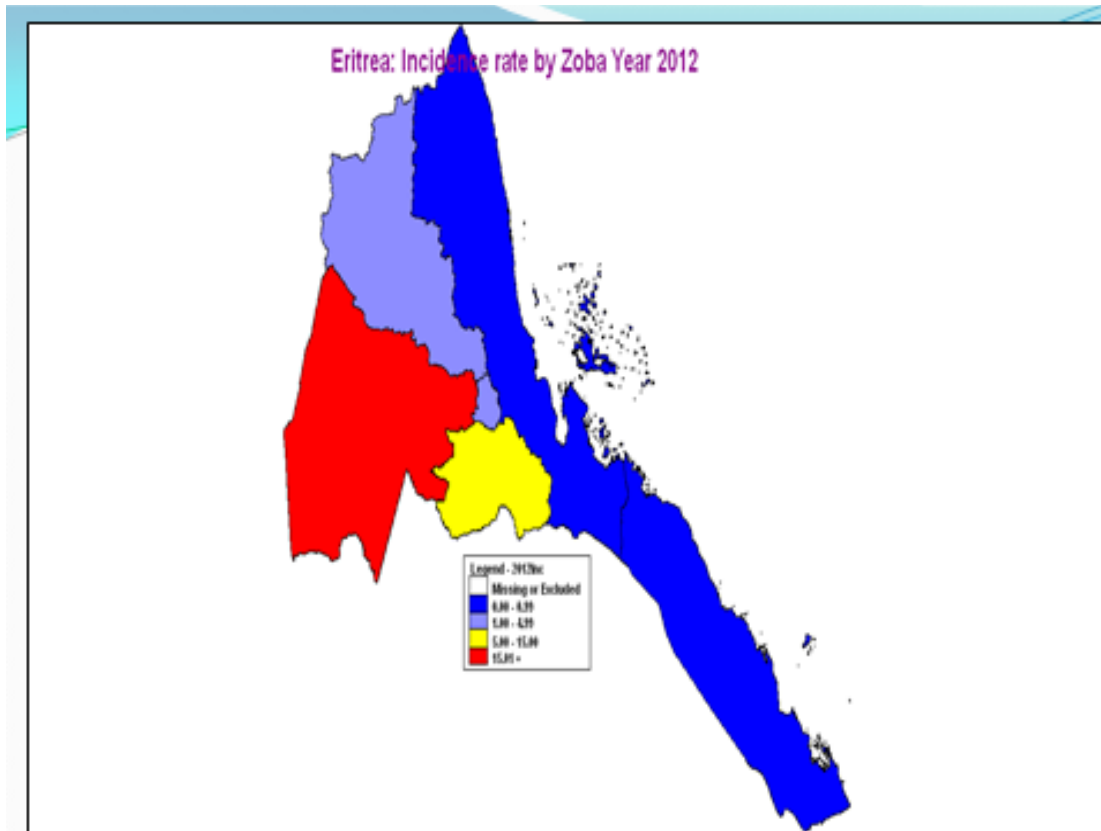 Eritrea: Incidence rate by Zoba Year 2012
Legend - 2012Inc
Missing or Excluded
0.00 - 0.99
1.00 - 4.99
5.00 - 15.00
15.01 +